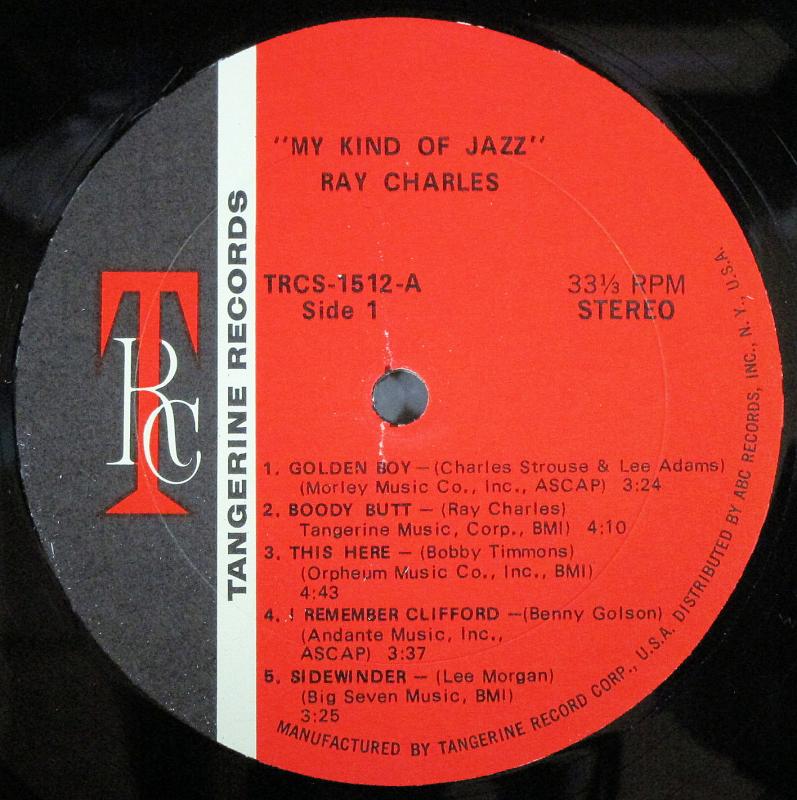 "MY KIND OF JAZZ"
RAY CHARLES
TRCS-1512-A
Side 1
33⅓ RPM
STEREO
TRC
TANGERINE RECORDS
1. GOLDEN BOY — (Charles Strouse & Lee Adams)
(Morley Music Co., Inc., ASCAP) 3:24
2. BOODY BUTT — (Ray Charles)
Tangerine Music, Corp., BMI) 4:10
3. THIS HERE — (Bobby Timmons)
(Orpheum Music Co., Inc., BMI)
4:43
4. I REMEMBER CLIFFORD —(Benny Golson)
(Andante Music, Inc.,
ASCAP) 3:37
5. SIDEWINDER — (Lee Morgan)
(Big Seven Music, BMI)
3:25
MANUFACTURED BY TANGERINE RECORD CORP., U.S.A. DISTRIBUTED BY ABC RECORDS, INC., N. Y., U.S.A.